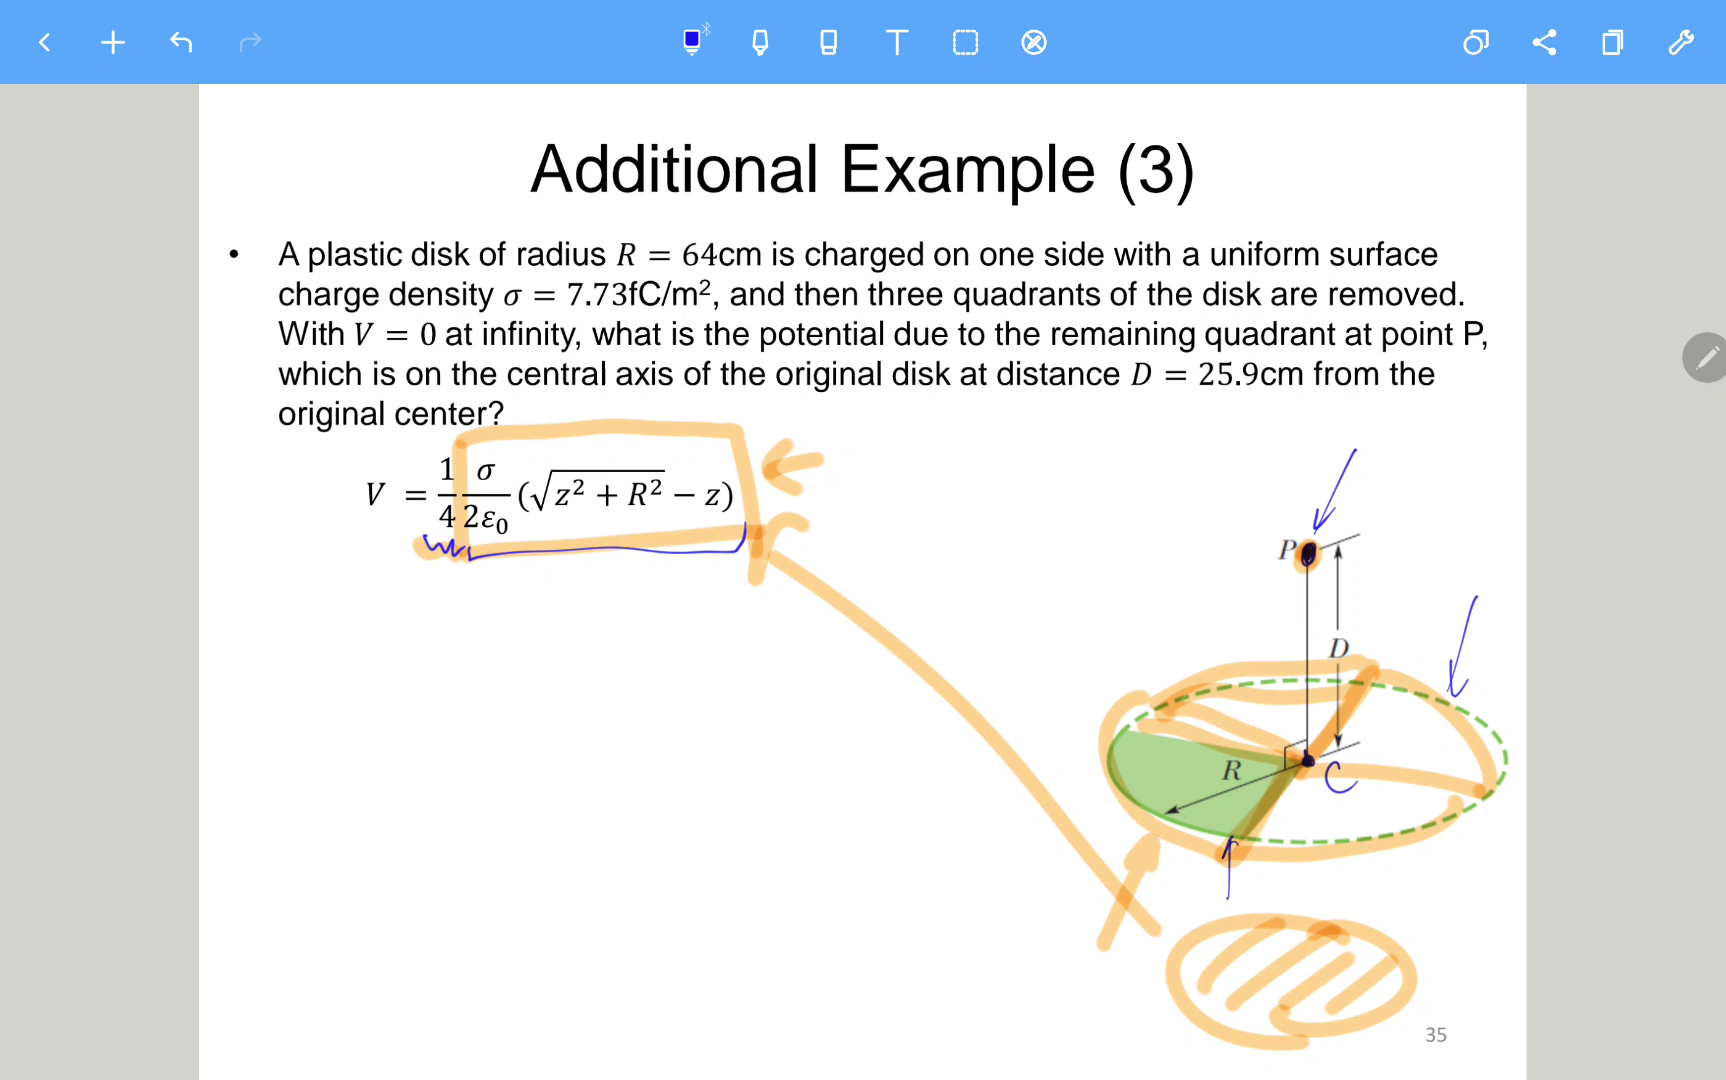 T
Additional Example (3)
• A plastic disk of radius R = 64cm is charged on one side with a uniform surface
charge density σ = 7.73fC/m², and then three quadrants of the disk are removed.
With V = 0 at infinity, what is the potential due to the remaining quadrant at point P,
which is on the central axis of the original disk at distance D = 25.9cm from the
original center?
V = 1/4 σ/2ε₀ (√z² + R² − z)
P
D
R
C
35